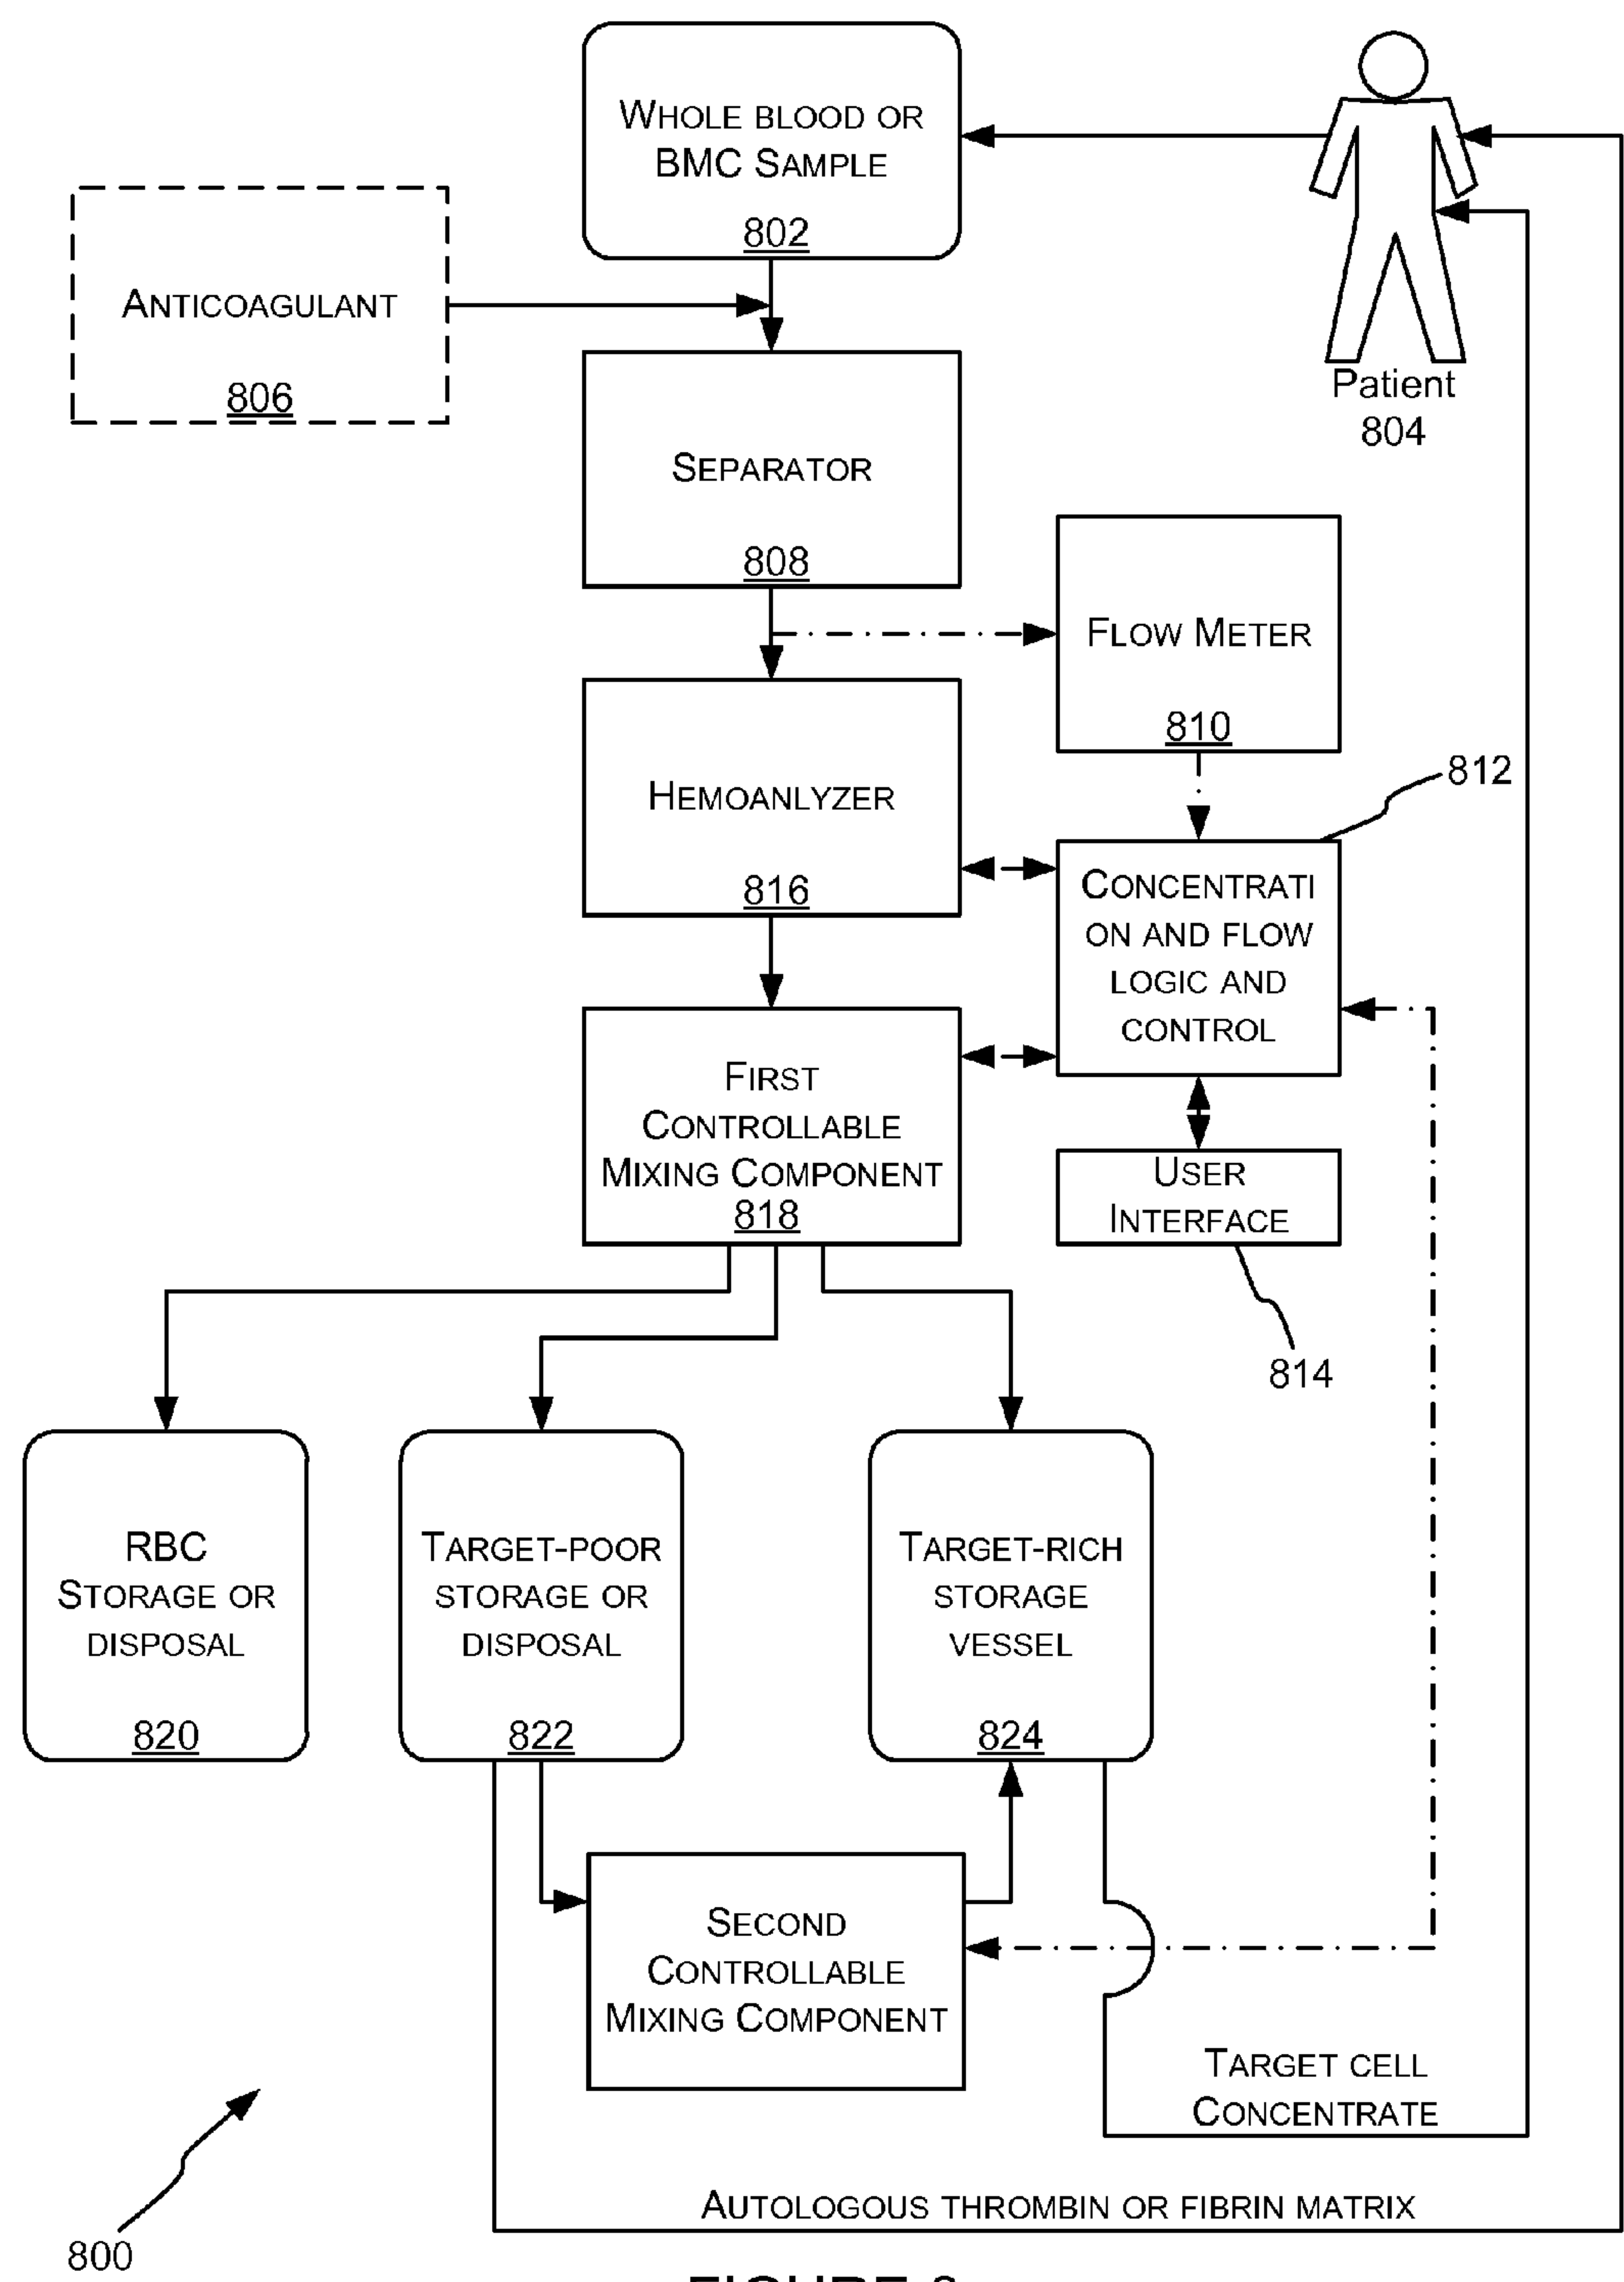 WHOLE BLOOD OR
BMC SAMPLE
802
ANTICOAGULANT
806
Patient
804
SEPARATOR
808
FLOW METER
810
812
HEMOANLYZER
816
CONCENTRATI
ON AND FLOW
LOGIC AND
CONTROL
FIRST
CONTROLLABLE
MIXING COMPONENT
818
USER
INTERFACE
814
RBC
STORAGE OR
DISPOSAL
820
TARGET-POOR
STORAGE OR
DISPOSAL
822
TARGET-RICH
STORAGE
VESSEL
824
SECOND
CONTROLLABLE
MIXING COMPONENT
TARGET CELL
CONCENTRATE
AUTOLOGOUS THROMBIN OR FIBRIN MATRIX
800
FIGURE